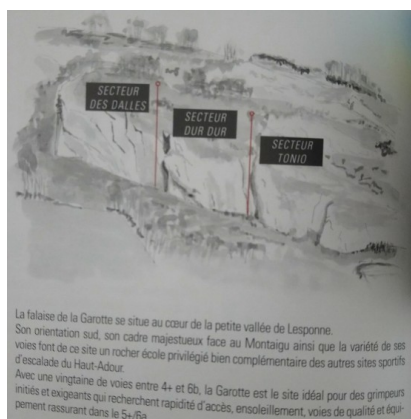 SECTEUR
DES DALLES
SECTEUR
DUR DUR
SECTEUR
TONIO
La falaise de la Garotte se situe au cœur de la petite vallée de Lesponne.
Son orientation sud, son cadre majestueux face au Montaigu ainsi que la variété de ses
voies font de ce site un rocher école privilégié bien complémentaire des autres sites sportifs
d'escalade du Haut-Adour.
Avec une vingtaine de voies entre 4+ et 6b, la Garotte est le site idéal pour des grimpeurs
initiés et exigeants qui recherchent rapidité d'accès, ensoleillement, voies de qualité et équi-
pement rassurant dans le 5+/6a.